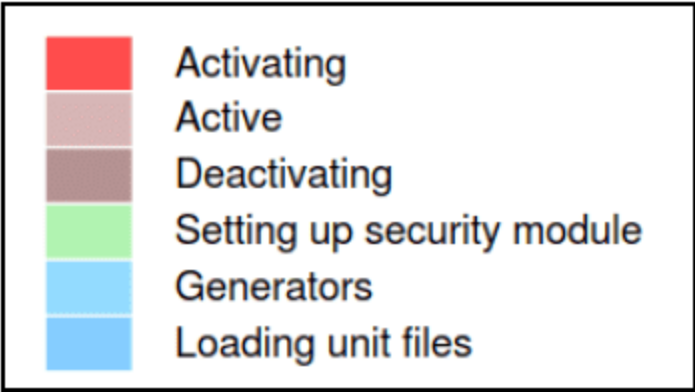 Activating
Active
Deactivating
Setting up security module
Generators
Loading unit files